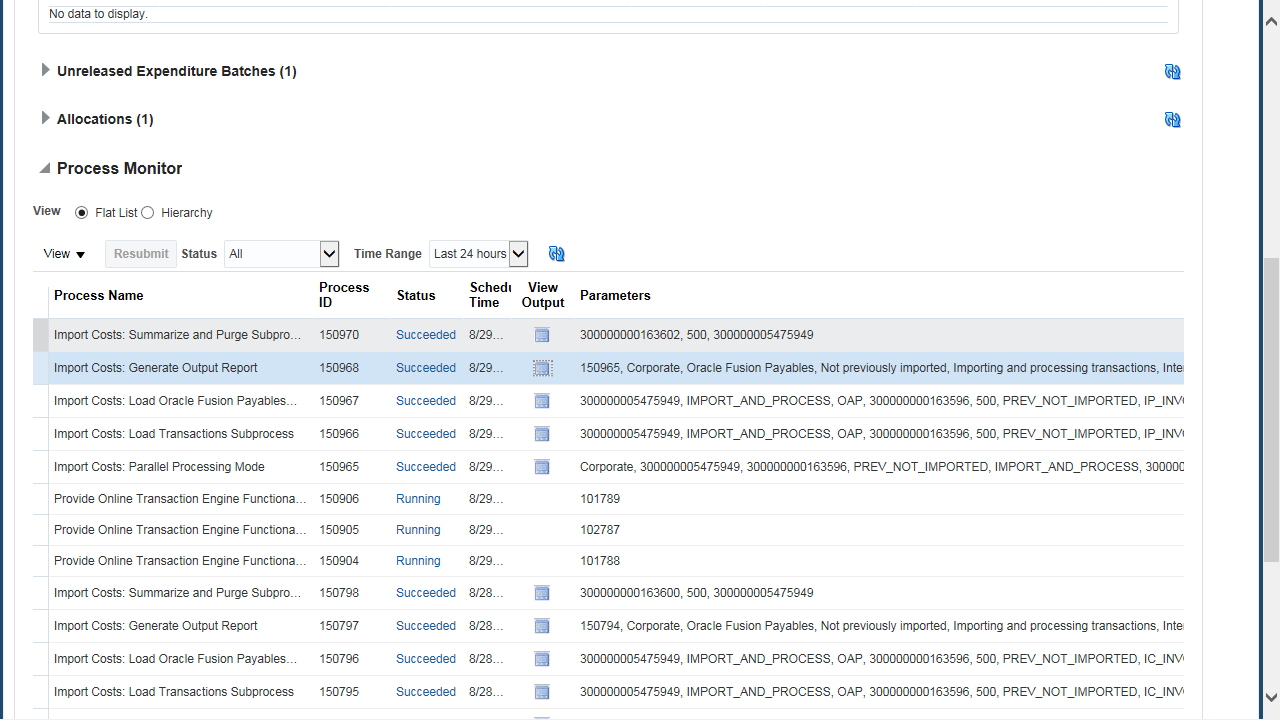 No data to display.
Unreleased Expenditure Batches (1)
Allocations (1)
Process Monitor
View Flat List Hierarchy
View Resubmit Status All Time Range Last 24 hours
Process Name Process ID Status Schedu Time View Output Parameters
Import Costs: Summarize and Purge Subpro... 150970 Succeeded 8/29... 300000000163602, 500, 300000005475949
Import Costs: Generate Output Report 150968 Succeeded 8/29... 150965, Corporate, Oracle Fusion Payables, Not previously imported, Importing and processing transactions, Inter
Import Costs: Load Oracle Fusion Payables... 150967 Succeeded 8/29... 300000005475949, IMPORT_AND_PROCESS, OAP, 300000000163596, 500, PREV_NOT_IMPORTED, IP_INVO
Import Costs: Load Transactions Subprocess 150966 Succeeded 8/29... 300000005475949, IMPORT_AND_PROCESS, OAP, 300000000163596, 500, PREV_NOT_IMPORTED, IP_INVO
Import Costs: Parallel Processing Mode 150965 Succeeded 8/29... Corporate, 300000005475949, 300000000163596, PREV_NOT_IMPORTED, IMPORT_AND_PROCESS, 300000
Provide Online Transaction Engine Functiona... 150906 Running 8/29... 101789
Provide Online Transaction Engine Functiona... 150905 Running 8/29... 102787
Provide Online Transaction Engine Functiona... 150904 Running 8/29... 101788
Import Costs: Summarize and Purge Subpro... 150798 Succeeded 8/28... 300000000163600, 500, 300000005475949
Import Costs: Generate Output Report 150797 Succeeded 8/28... 150794, Corporate, Oracle Fusion Payables, Not previously imported, Importing and processing transactions, Inter
Import Costs: Load Oracle Fusion Payables... 150796 Succeeded 8/28... 300000005475949, IMPORT_AND_PROCESS, OAP, 300000000163596, 500, PREV_NOT_IMPORTED, IC_INVO
Import Costs: Load Transactions Subprocess 150795 Succeeded 8/28... 300000005475949, IMPORT_AND_PROCESS, OAP, 300000000163596, 500, PREV_NOT_IMPORTED, IC_INVO